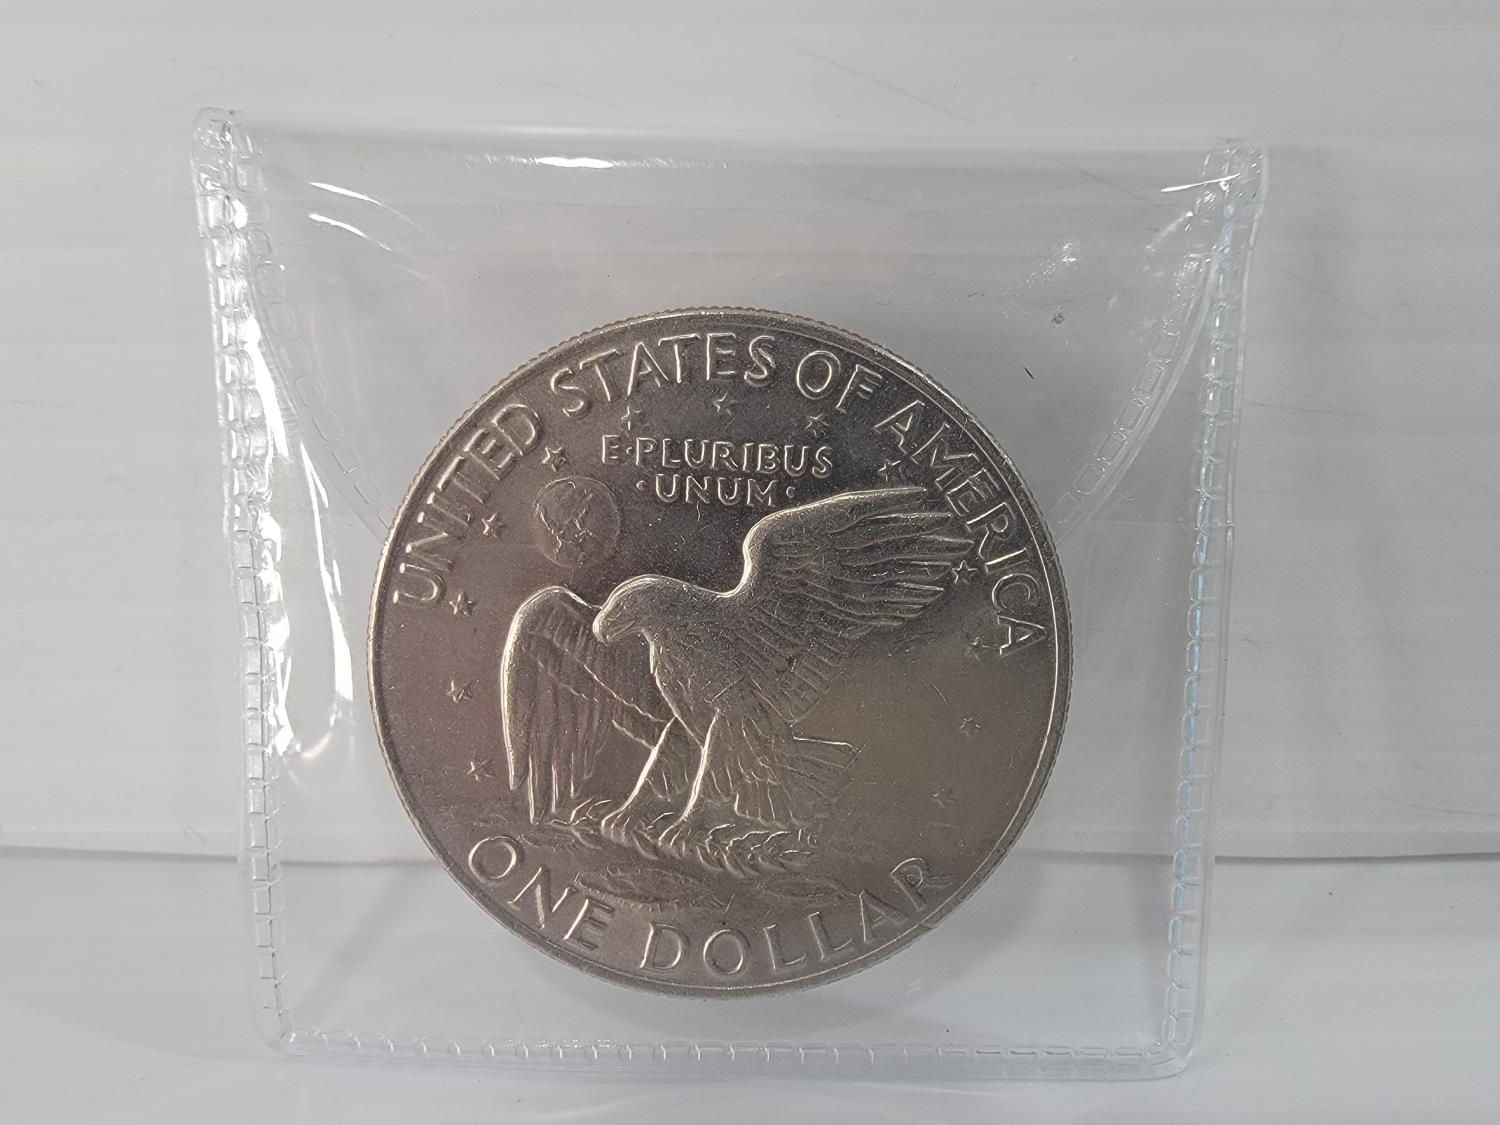 UNITED STATES OF AMERICA
E·PLURIBUS
·UNUM·
ONE DOLLAR